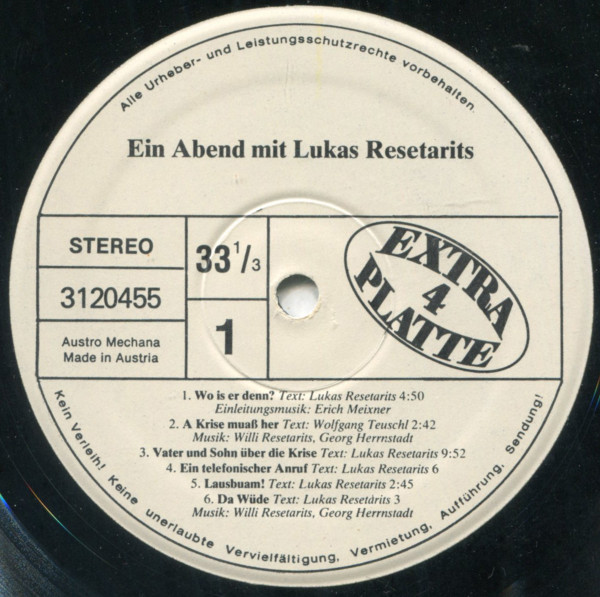 Alle Urheber- und Leistungsschutzrechte vorbehalten.
Ein Abend mit Lukas Resetarits
STEREO
3120455
Austro Mechana
Made in Austria
33 1/3
1
EXTRA
4
PLATTE
1. Wo is er denn? Text: Lukas Resetarits 4:50
Einleitungsmusik: Erich Meixner
2. A Krise muaß her Text: Wolfgang Teuschl 2:42
Musik: Willi Resetarits, Georg Herrnstadt
3. Vater und Sohn über die Krise Text: Lukas Resetarits 9:52
4. Ein telefonischer Anruf Text: Lukas Resetarits 6
5. Lausbuam! Text: Lukas Resetarits 2:45
6. Da Wüde Text: Lukas Resetarits 3
Musik: Willi Resetarits, Georg Herrnstadt
Kein Verleih! Keine unerlaubte Vervielfältigung, Vermietung, Aufführung, Sendung!